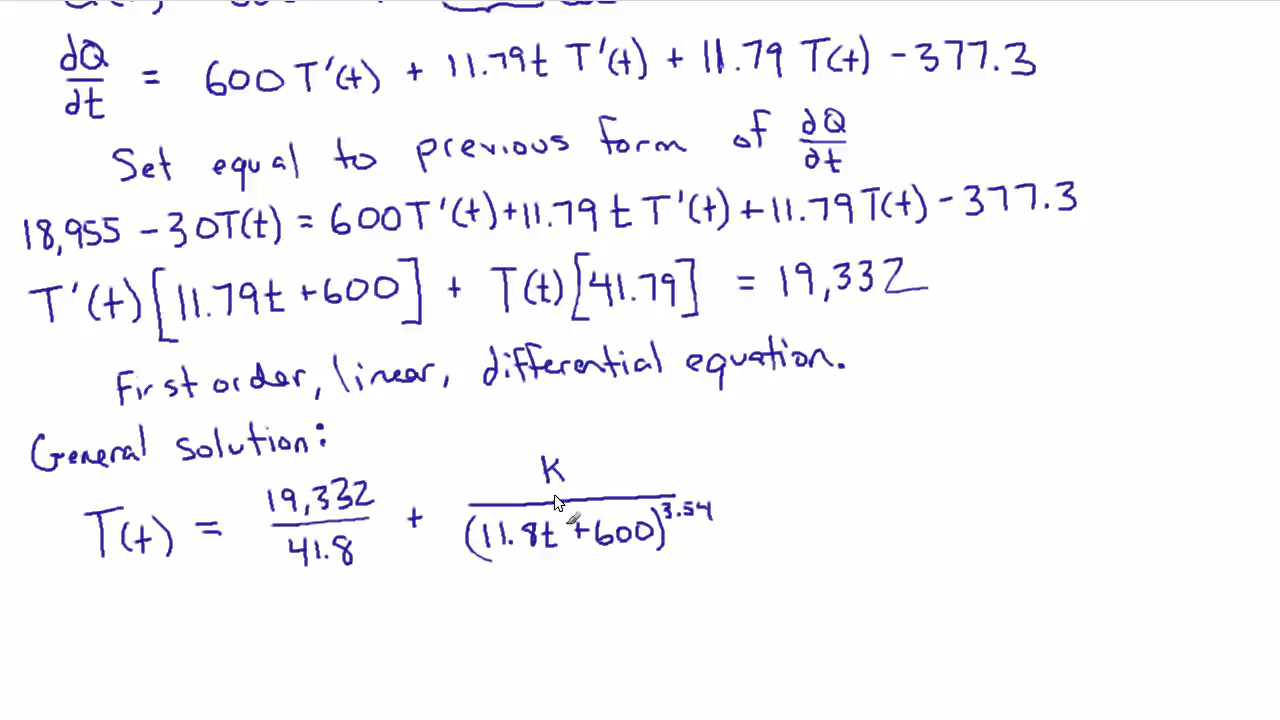 dQ/dt = 600T'(t) + 11.79t T'(t) + 11.79 T(t) - 377.3
Set equal to previous form of dQ/dt
18,955 - 30T(t) = 600T'(t) + 11.79 t T'(t) + 11.79T(t) - 377.3
T'(t)[11.79t + 600] + T(t)[41.79] = 19,332
First order, linear, differential equation.
General solution:
T(t) = 19,332/41.8 + K/(11.8t + 600)^3.54